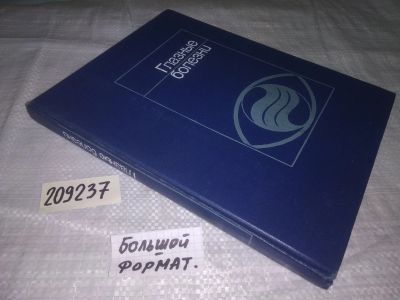 Глазные
болезни
Глазные болезни
209237
БОЛЬШОЙ
ФОРМАТ.